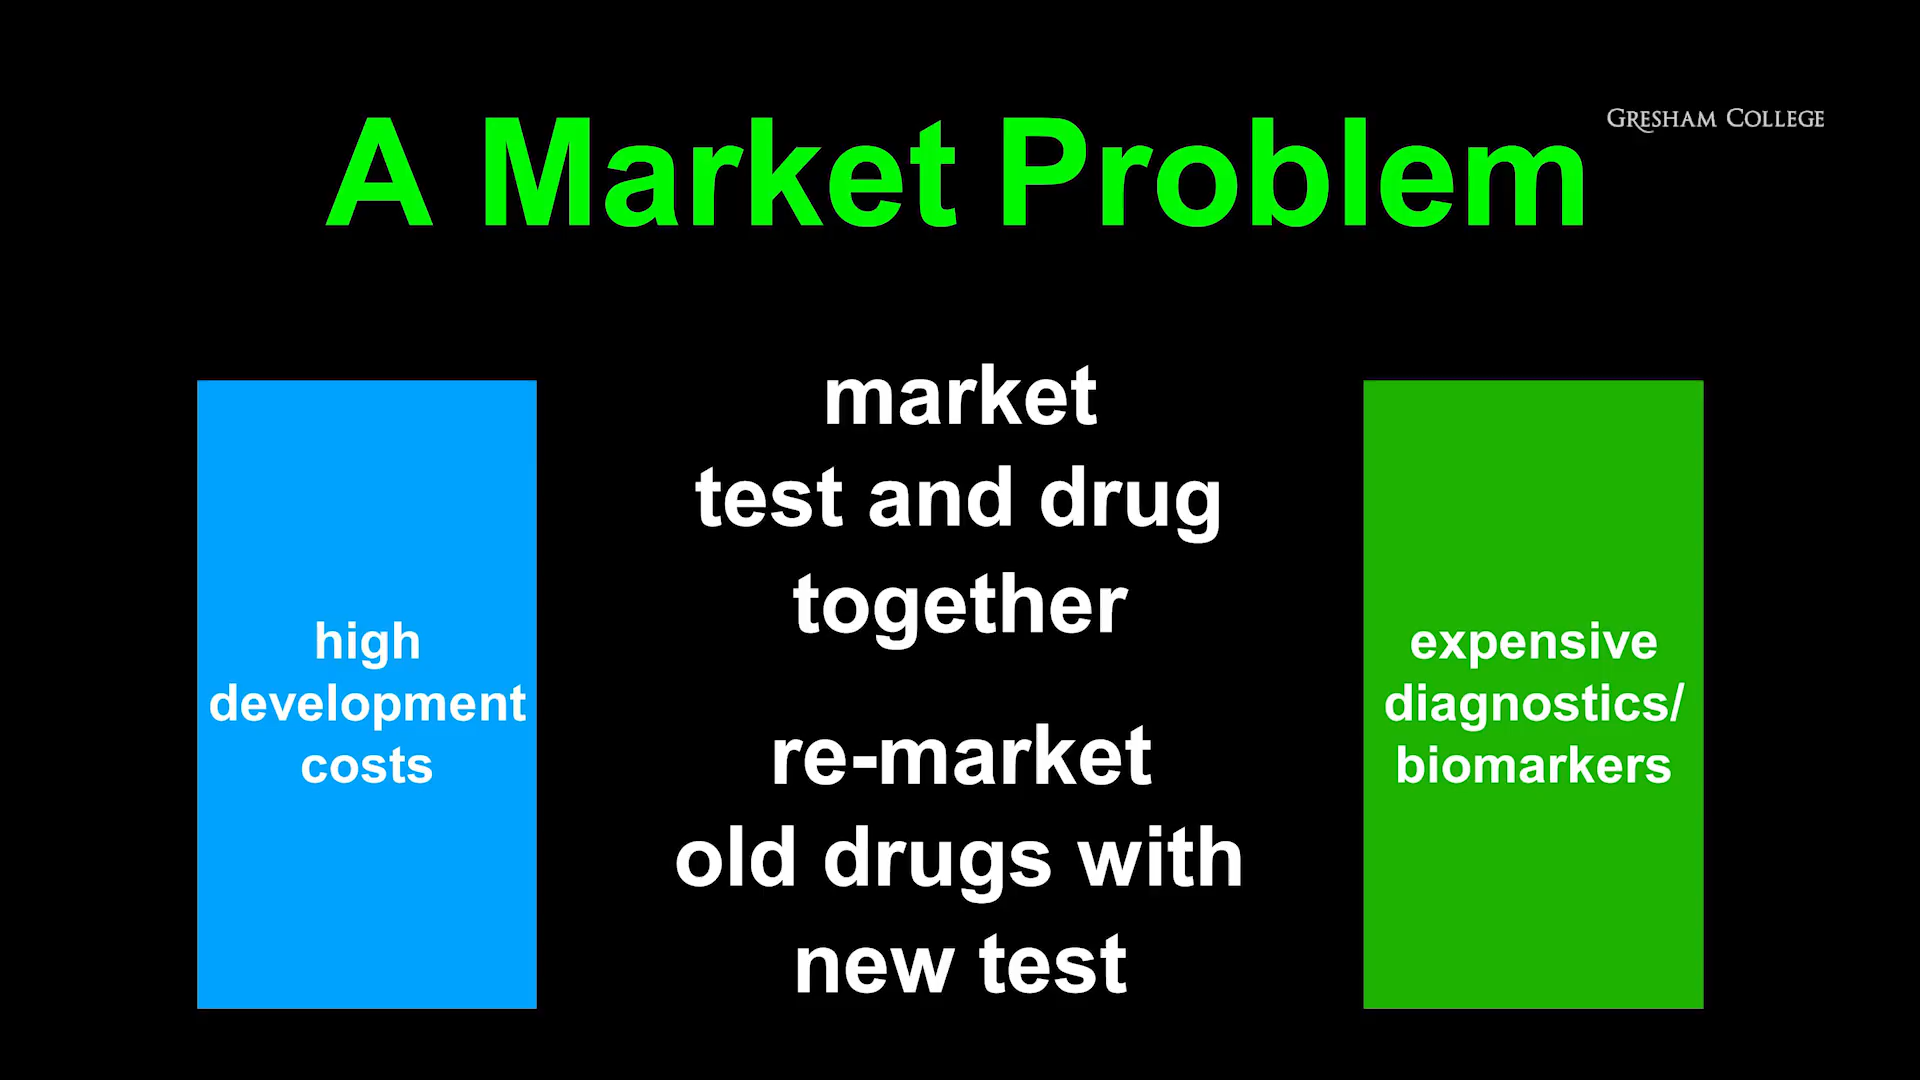 GRESHAM COLLEGE
A Market Problem
high
development
costs
market
test and drug
together
re-market
old drugs with
new test
expensive
diagnostics/
biomarkers